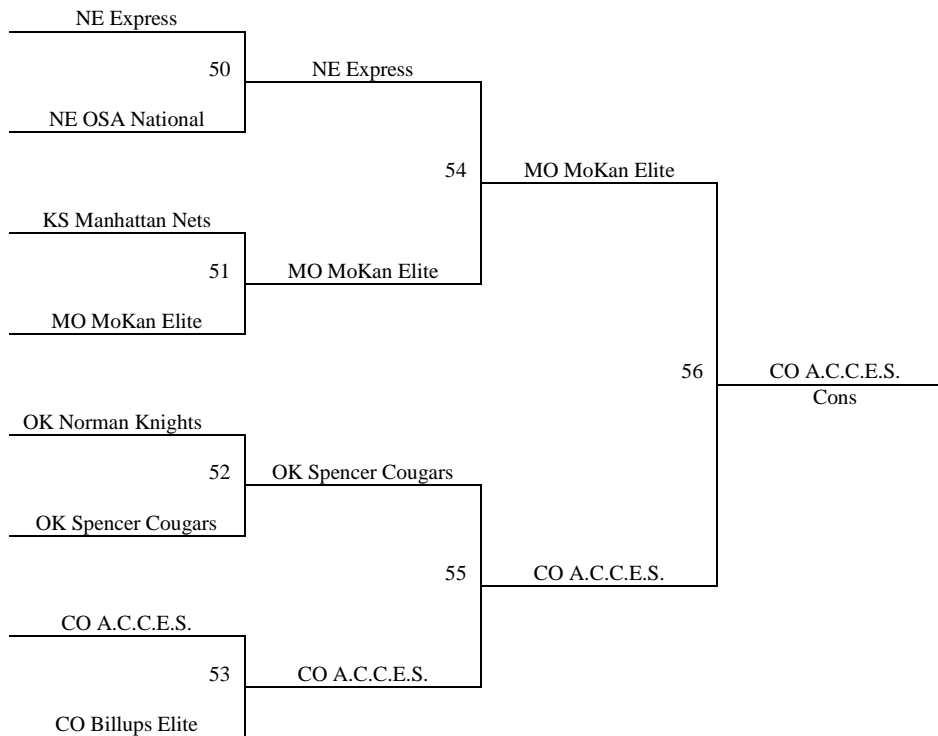 NE Express
50
NE Express
NE OSA National
54
MO MoKan Elite
KS Manhattan Nets
51
MO MoKan Elite
MO MoKan Elite
56
CO A.C.C.E.S.
Cons
OK Norman Knights
52
OK Spencer Cougars
OK Spencer Cougars
55
CO A.C.C.E.S.
CO A.C.C.E.S.
53
CO A.C.C.E.S.
CO Billups Elite